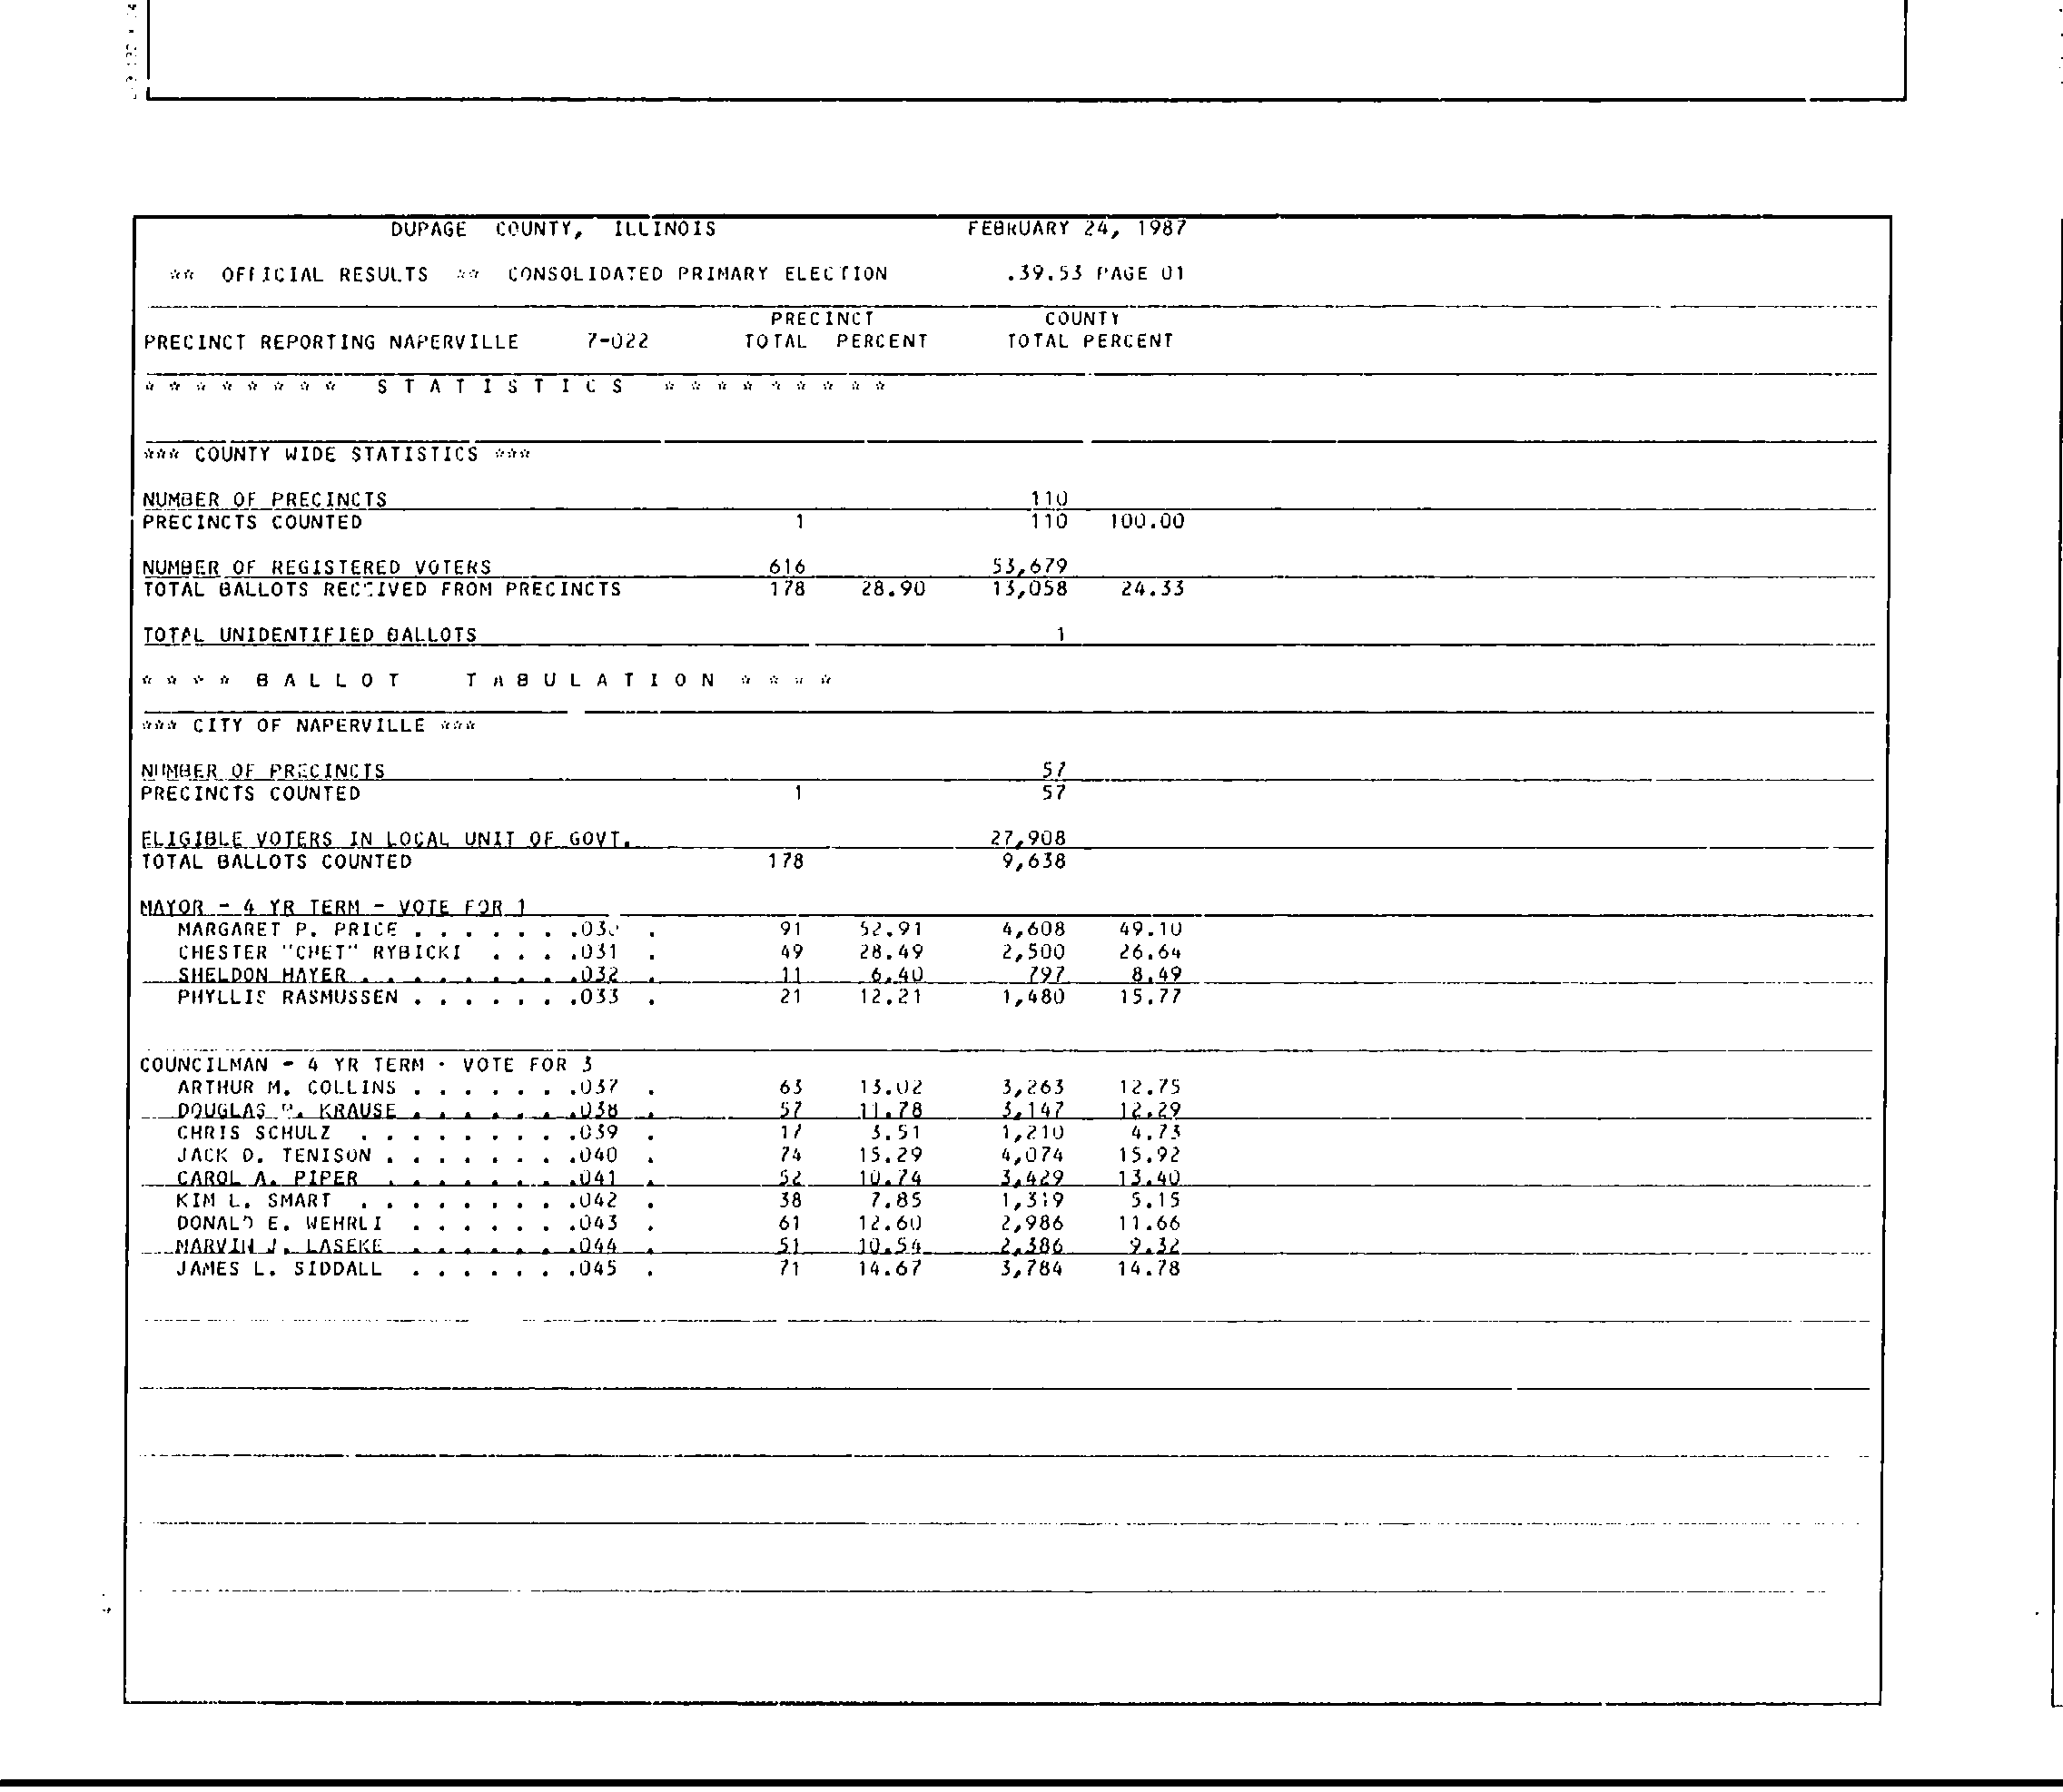 DUPAGE COUNTY, ILLINOIS FEBRUARY 24, 1987
** OFFICIAL RESULTS ** CONSOLIDATED PRIMARY ELECTION .39.53 PAGE 01
PRECINCT COUNTY
PRECINCT REPORTING NAPERVILLE 7-022 TOTAL PERCENT TOTAL PERCENT
* * * * * * * * S T A T I S T I C S * * * * * * * * *
*** COUNTY WIDE STATISTICS ***
NUMBER OF PRECINCTS 110
PRECINCTS COUNTED 1 110 100.00
NUMBER OF REGISTERED VOTERS 616 53,679
TOTAL BALLOTS RECEIVED FROM PRECINCTS 178 28.90 13,058 24.33
TOTAL UNIDENTIFIED BALLOTS 1
* * * * B A L L O T T A B U L A T I O N * * * *
*** CITY OF NAPERVILLE ***
NUMBER OF PRECINCTS 57
PRECINCTS COUNTED 1 57
ELIGIBLE VOTERS IN LOCAL UNIT OF GOVT. 27,908
TOTAL BALLOTS COUNTED 178 9,638
MAYOR - 4 YR TERM - VOTE FOR 1
MARGARET P. PRICE . . . . . . .030 . 91 52.91 4,608 49.10
CHESTER "CHET" RYBICKI . . . .031 . 49 28.49 2,500 26.64
SHELDON HAYER . . . . . . . . .032 . 11 6.40 797 8.49
PHYLLIS RASMUSSEN . . . . . . .033 . 21 12.21 1,480 15.77
COUNCILMAN - 4 YR TERM - VOTE FOR 3
ARTHUR M. COLLINS . . . . . . .037 . 63 13.02 3,263 12.75
DOUGLAS KRAUSE . . . . . . .038 . 57 11.78 3,147 12.29
CHRIS SCHULZ . . . . . . . . .039 . 17 3.51 1,210 4.73
JACK D. TENISON . . . . . . . .040 . 74 15.29 4,074 15.92
CAROL A. PIPER . . . . . . . .041 . 52 10.74 3,429 13.40
KIM L. SMART . . . . . . . . .042 . 38 7.85 1,319 5.15
DONALD E. WEHRLI . . . . . . .043 . 61 12.60 2,986 11.66
MARVIN J. LASEKE . . . . . . .044 . 51 10.54 2,386 9.32
JAMES L. SIDDALL . . . . . . .045 . 71 14.67 3,784 14.78